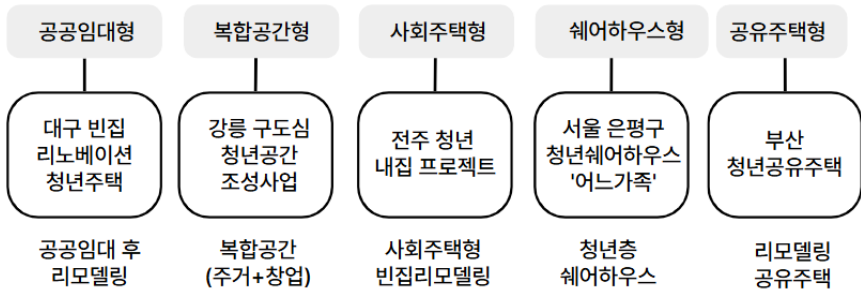 공공임대형
복합공간형
사회주택형
쉐어하우스형
공유주택형
대구 빈집
리노베이션
청년주택
강릉 구도심
청년공간
조성사업
전주 청년
내집 프로젝트
서울 은평구
청년쉐어하우스
'어느가족'
부산
청년공유주택
공공임대 후
리모델링
복합공간
(주거+창업)
사회주택형
빈집리모델링
청년층
쉐어하우스
리모델링
공유주택